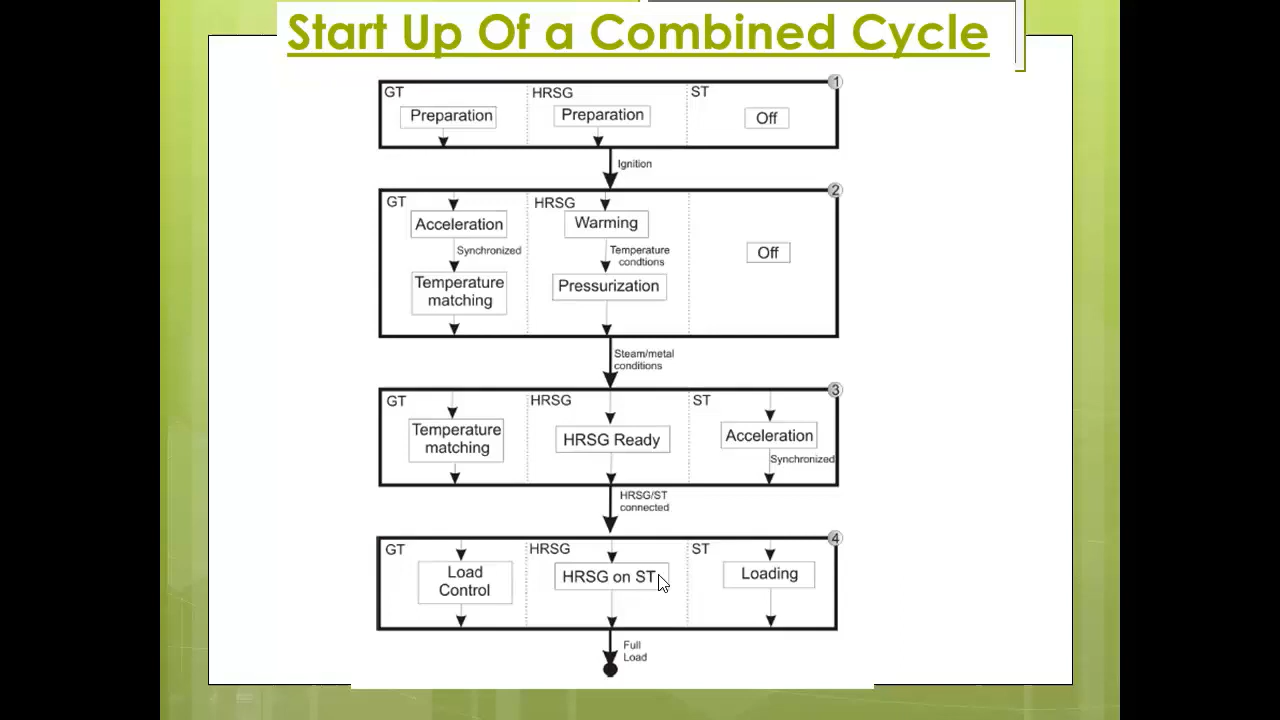 Start Up Of a Combined Cycle
1
GT
HRSG
ST
Preparation
Preparation
Off
Ignition
2
GT
HRSG
Acceleration
Warming
Synchronized
Temperature
condtions
Off
Temperature
matching
Pressurization
Steam/metal
conditions
3
GT
HRSG
ST
Temperature
matching
HRSG Ready
Acceleration
Synchronized
HRSG/ST
connected
4
GT
HRSG
ST
Load
Control
HRSG on ST
Loading
Full
Load